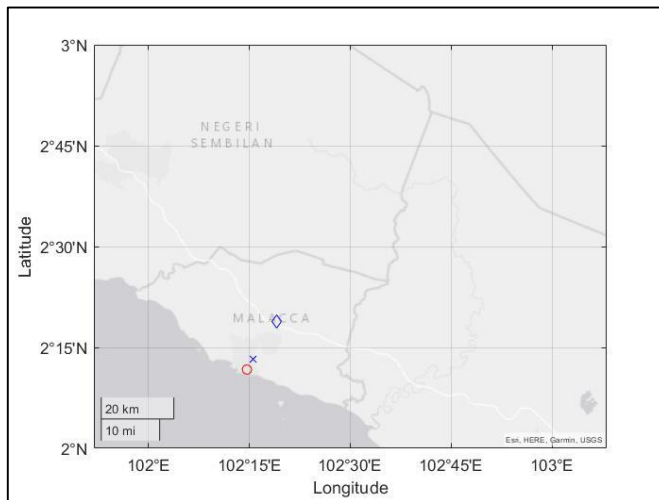 3°N
2°45'N
2°30'N
2°15'N
2°N
Latitude
NEGERI
SEMBILAN
MALACCA
20 km
10 mi
Esri, HERE, Garmin, USGS
102°E
102°15'E
102°30'E
102°45'E
103°E
Longitude